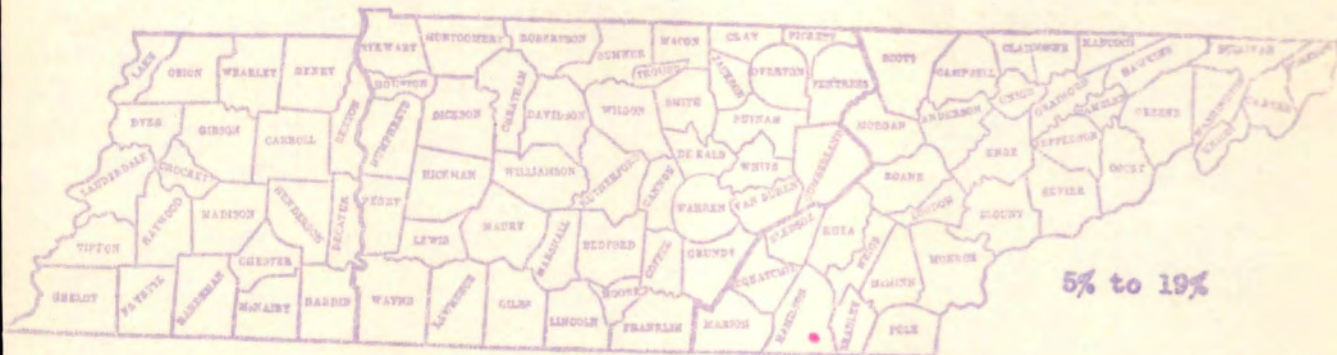 LAKE
OBION
WEAKLEY
HENRY
STEWART
MONTGOMERY
ROBERTSON
SUMNER
MACON
CLAY
PICKETT
SCOTT
CAMPBELL
CLAIBORNE
HANCOCK
HAWKINS
SULLIVAN
HOUSTON
TROUSDALE
JACKSON
OVERTON
FENTRESS
UNION
GRAINGER
HAMBLEN
GREENE
WASHINGTON
CARTER
UNICOI
DYER
GIBSON
CARROLL
BENTON
HUMPHREYS
DICKSON
CHEATHAM
DAVIDSON
WILSON
SMITH
PUTNAM
MORGAN
ANDERSON
KNOX
JEFFERSON
COCKE
LAUDERDALE
CROCKETT
HAYWOOD
MADISON
HENDERSON
DECATUR
PERRY
HICKMAN
WILLIAMSON
RUTHERFORD
CANNON
DE KALB
WHITE
CUMBERLAND
ROANE
LOUDON
BLOUNT
SEVIER
TIPTON
CHESTER
LEWIS
MAURY
MARSHALL
BEDFORD
COFFEE
WARREN
VAN BUREN
GRUNDY
BLEDSOE
RHEA
MEIGS
MCMINN
MONROE
SHELBY
FAYETTE
HARDEMAN
McNAIRY
HARDIN
WAYNE
LAWRENCE
GILES
LINCOLN
MOORE
FRANKLIN
MARION
SEQUATCHIE
HAMILTON
BRADLEY
POLK
5% to 19%